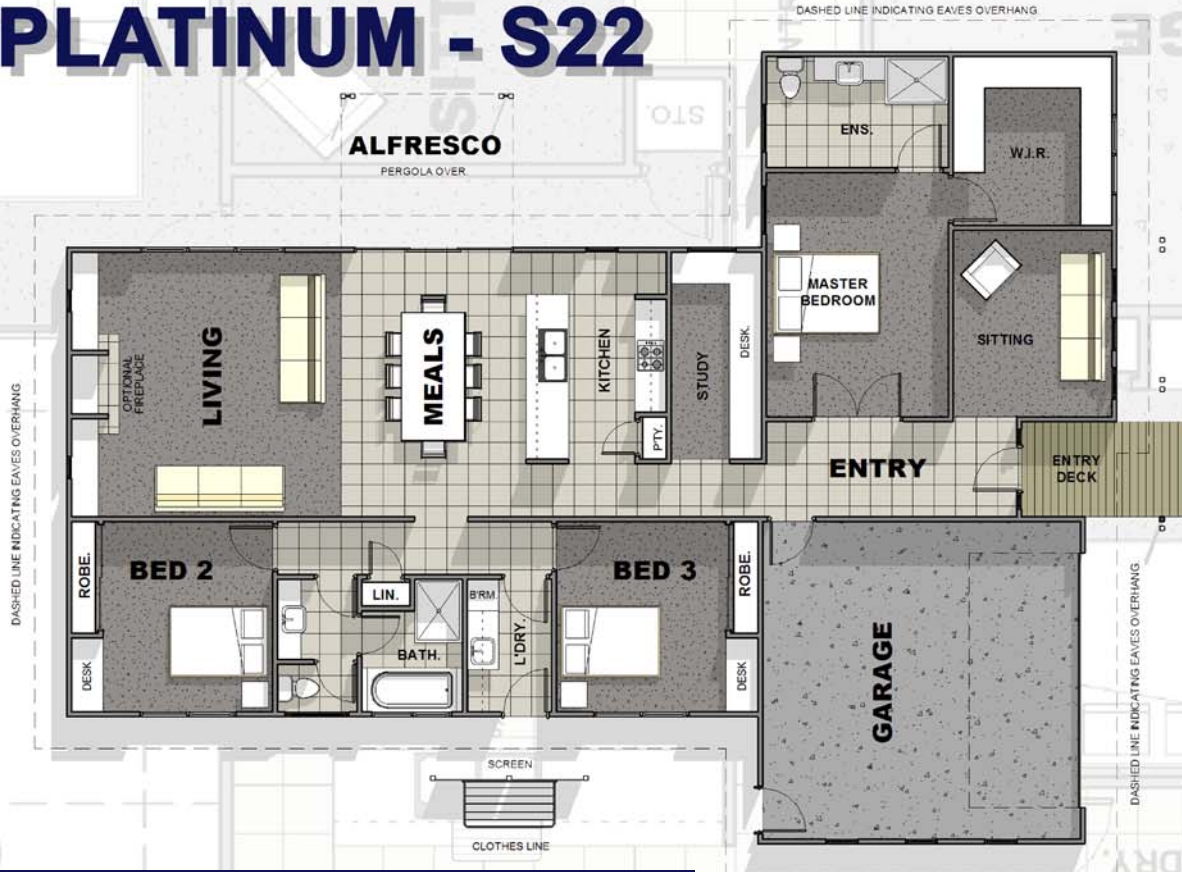 PLATINUM - S22
DASHED LINE INDICATING EAVES OVERHANG
ALFRESCO
PERGOLA OVER
STO.
ENS.
W.I.R.
MASTER
BEDROOM
SITTING
LIVING
OPTIONAL
FIREPLACE
MEALS
KITCHEN
PTY.
STUDY
DESK.
ENTRY
ENTRY
DECK
DASHED LINE INDICATING EAVES OVERHANG
ROBE.
BED 2
DESK
LIN.
BATH.
B'RM
L'DRY.
BED 3
ROBE.
DESK
GARAGE
DASHED LINE INDICATING EAVES OVERHANG
SCREEN
CLOTHES LINE